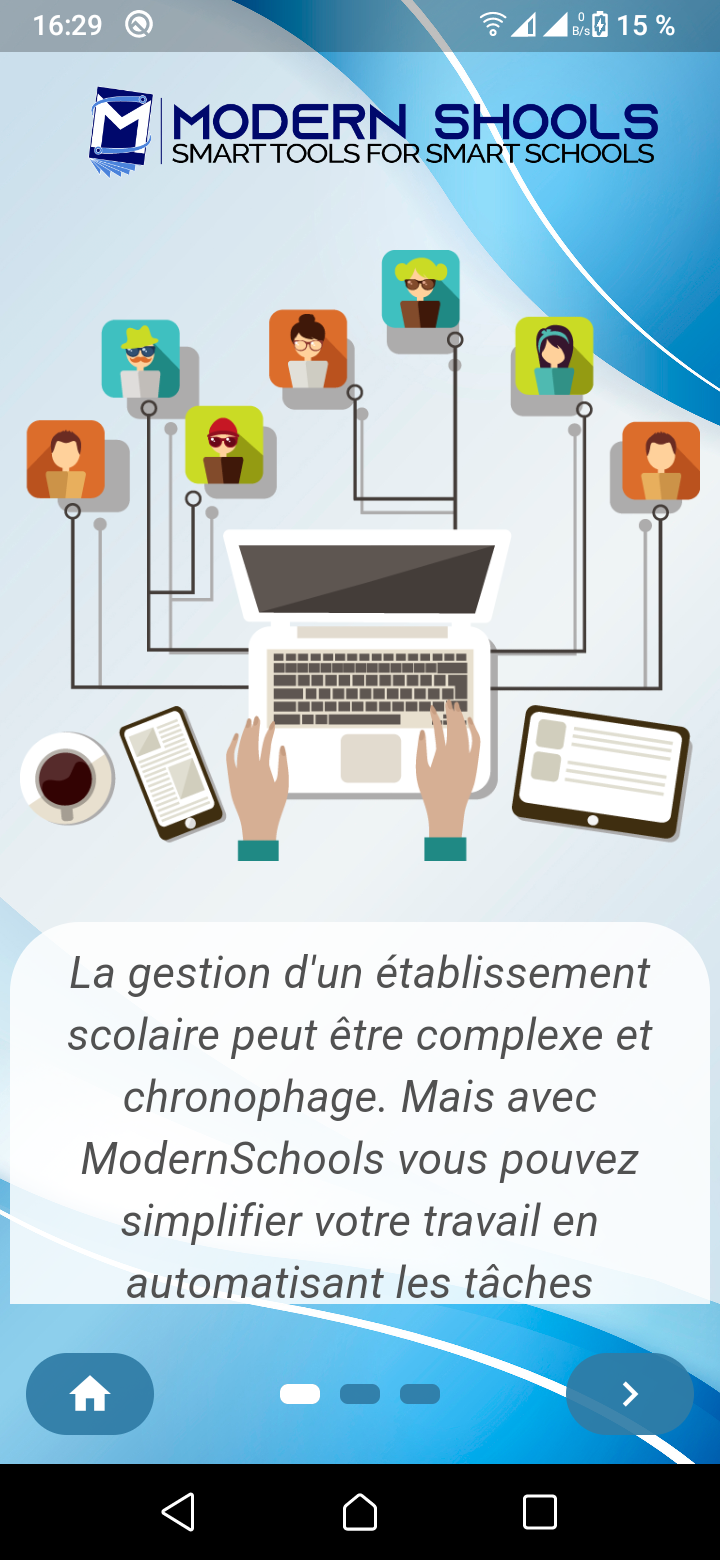 16:29
0
B/s
15 %
M
MODERN SHOOLS
SMART TOOLS FOR SMART SCHOOLS
La gestion d'un établissement
scolaire peut être complexe et
chronophage. Mais avec
ModernSchools vous pouvez
simplifier votre travail en
automatisant les tâches